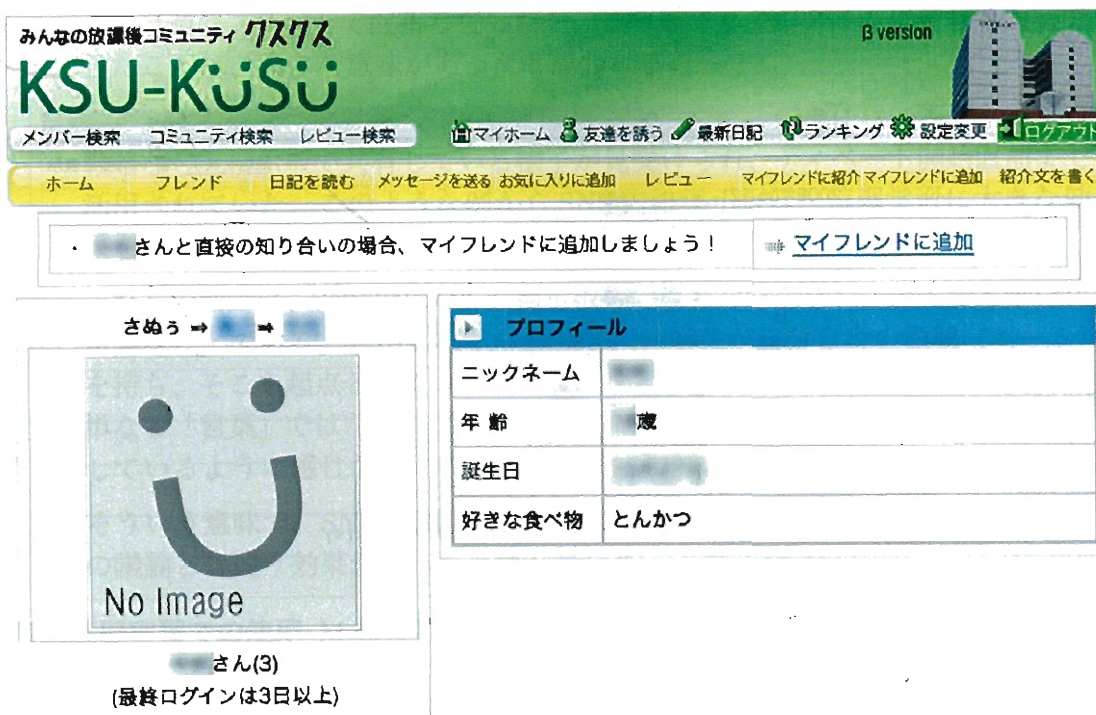 みんなの放課後コミュニティ クスクス
β version
KSU-KüSü
メンバー検索 コミュニティ検索 レビュー検索
マイホーム 友達を誘う 最新日記 ランキング 設定変更 ログアウト
ホーム フレンド 日記を読む メッセージを送る お気に入りに追加 レビュー マイフレンドに紹介 マイフレンドに追加 紹介文を書く
・ さんと直接の知り合いの場合、マイフレンドに追加しましょう！ ⇒ マイフレンドに追加
さぬぅ ⇒ ⇒
No Image
さん(3)
(最終ログインは3日以上)
プロフィール
ニックネーム
年 齢 歳
誕生日
好きな食べ物 とんかつ